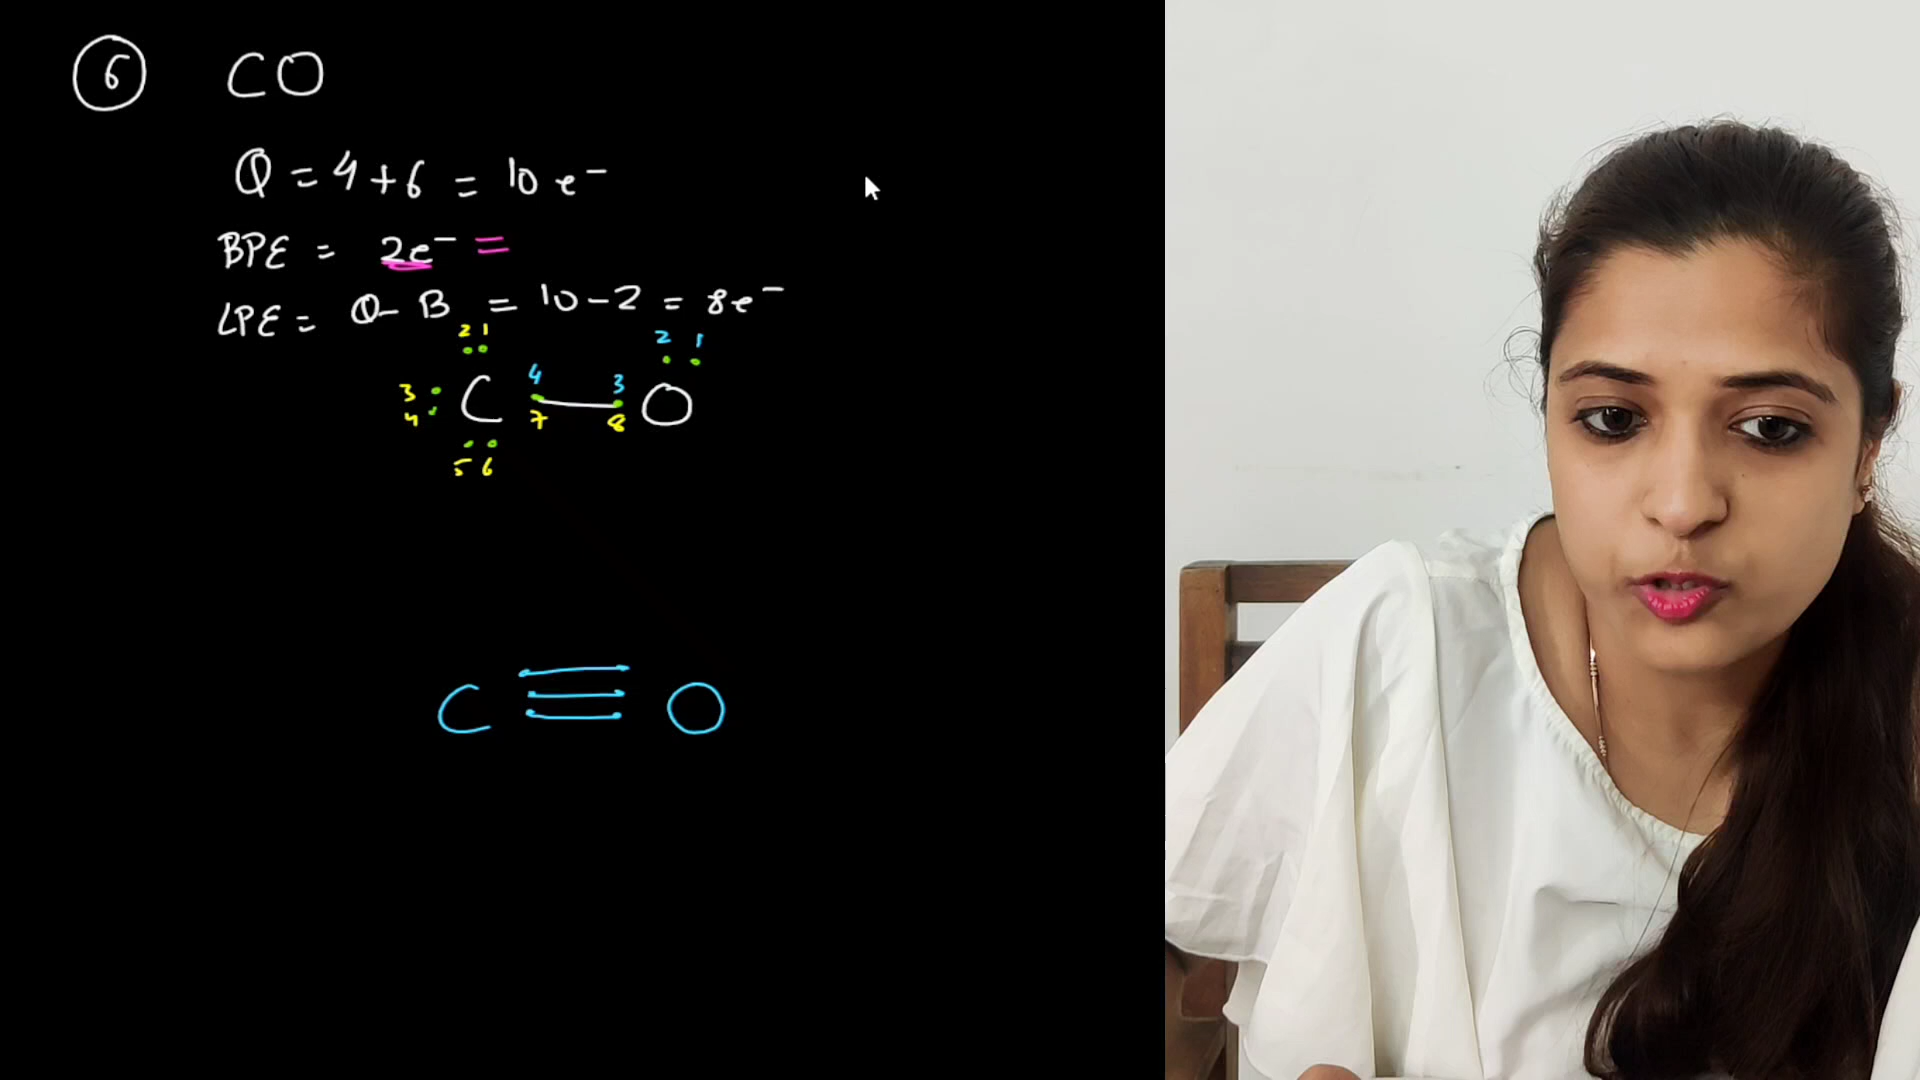 6 CO
Q = 4 + 6 = 10 e⁻
BPE = 2e⁻ =
LPE = Q - B = 10 - 2 = 8e⁻
2 1 2 1
3 : C 4 3 O
4 7 8
5 6
C ≡ O